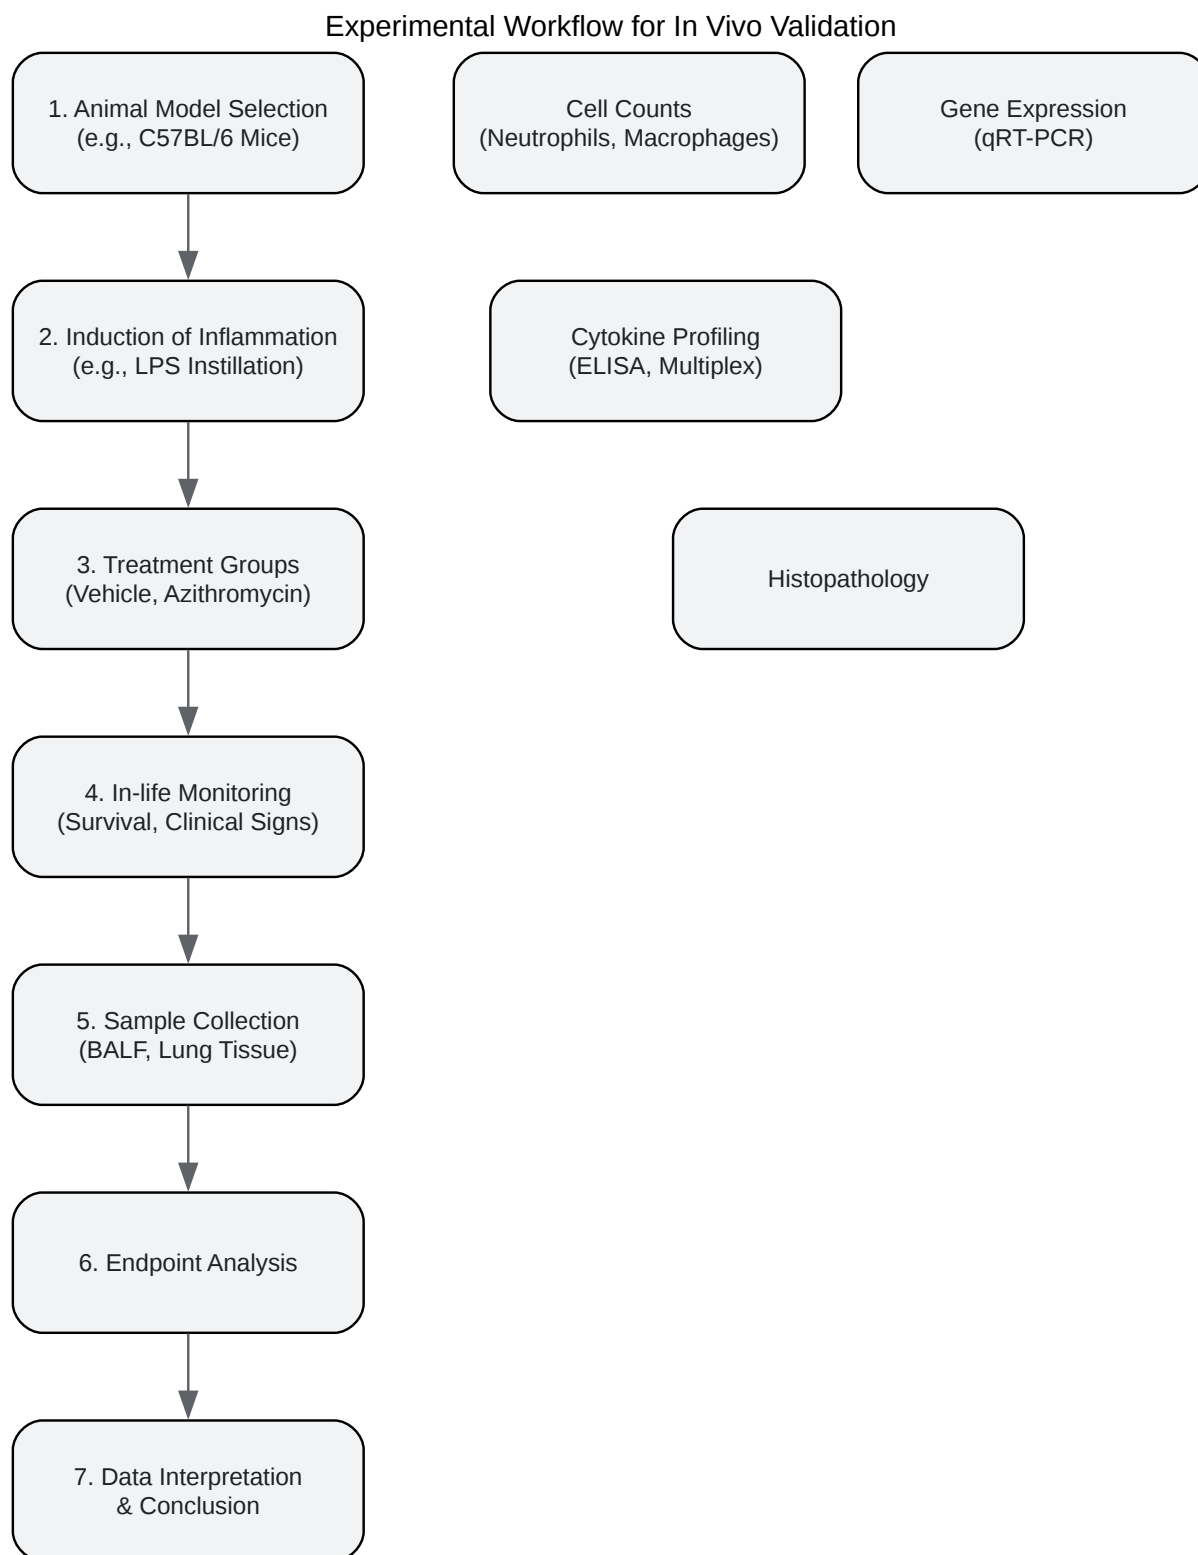 Experimental Workflow for In Vivo Validation
1. Animal Model Selection
(e.g., C57BL/6 Mice)
Cell Counts
(Neutrophils, Macrophages)
Gene Expression
(qRT-PCR)
2. Induction of Inflammation
(e.g., LPS Instillation)
Cytokine Profiling
(ELISA, Multiplex)
3. Treatment Groups
(Vehicle, Azithromycin)
Histopathology
4. In-life Monitoring
(Survival, Clinical Signs)
5. Sample Collection
(BALF, Lung Tissue)
6. Endpoint Analysis
7. Data Interpretation
& Conclusion